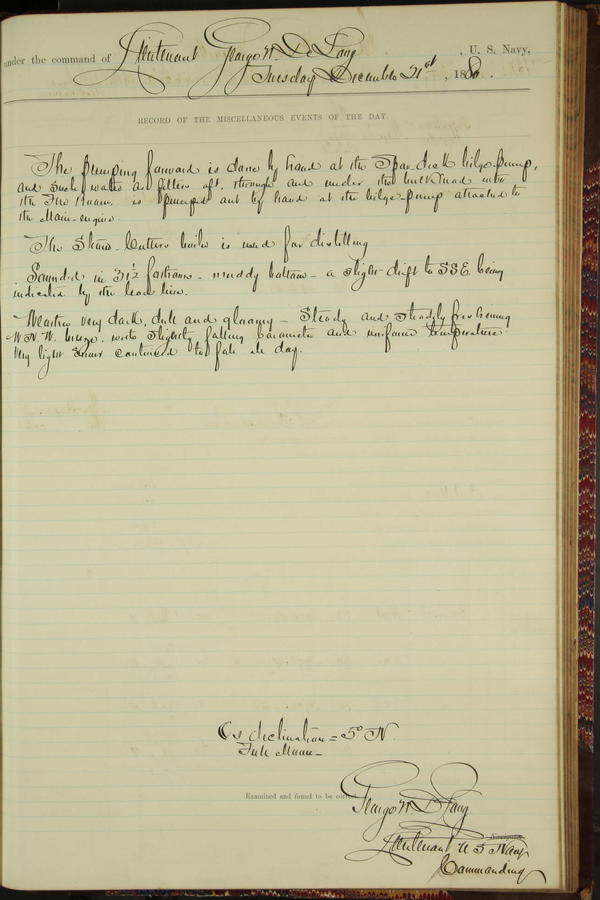 under the command of Lieutenant George W. De Long, U. S. Navy,
Tuesday December 21st, 1880.
RECORD OF THE MISCELLANEOUS EVENTS OF THE DAY.
The pumping forward is done by hand at the Spar-deck bilge-pump,
and such water as filters aft, through and under the bulkhead into
the Fire Room, is pumped out by hand at the bilge-pump attached to
the Main-engine.
The Steam-Cutters boiler is used for distilling
Sounded in 31½ fathoms - muddy bottom - a slight drift to SSE being
indicated by the lead line.
Weather very dark, dull and gloomy - Steady and steadily freshening
N.N.W. breeze, with slightly falling barometer and uniform temperature
Very light snow continued to fall all day.
☾'s declination = 5° N.
Full Moon -
Examined and found to be correct.
George W. De Long
Navigator.
Lieutenant U S Navy
Commanding